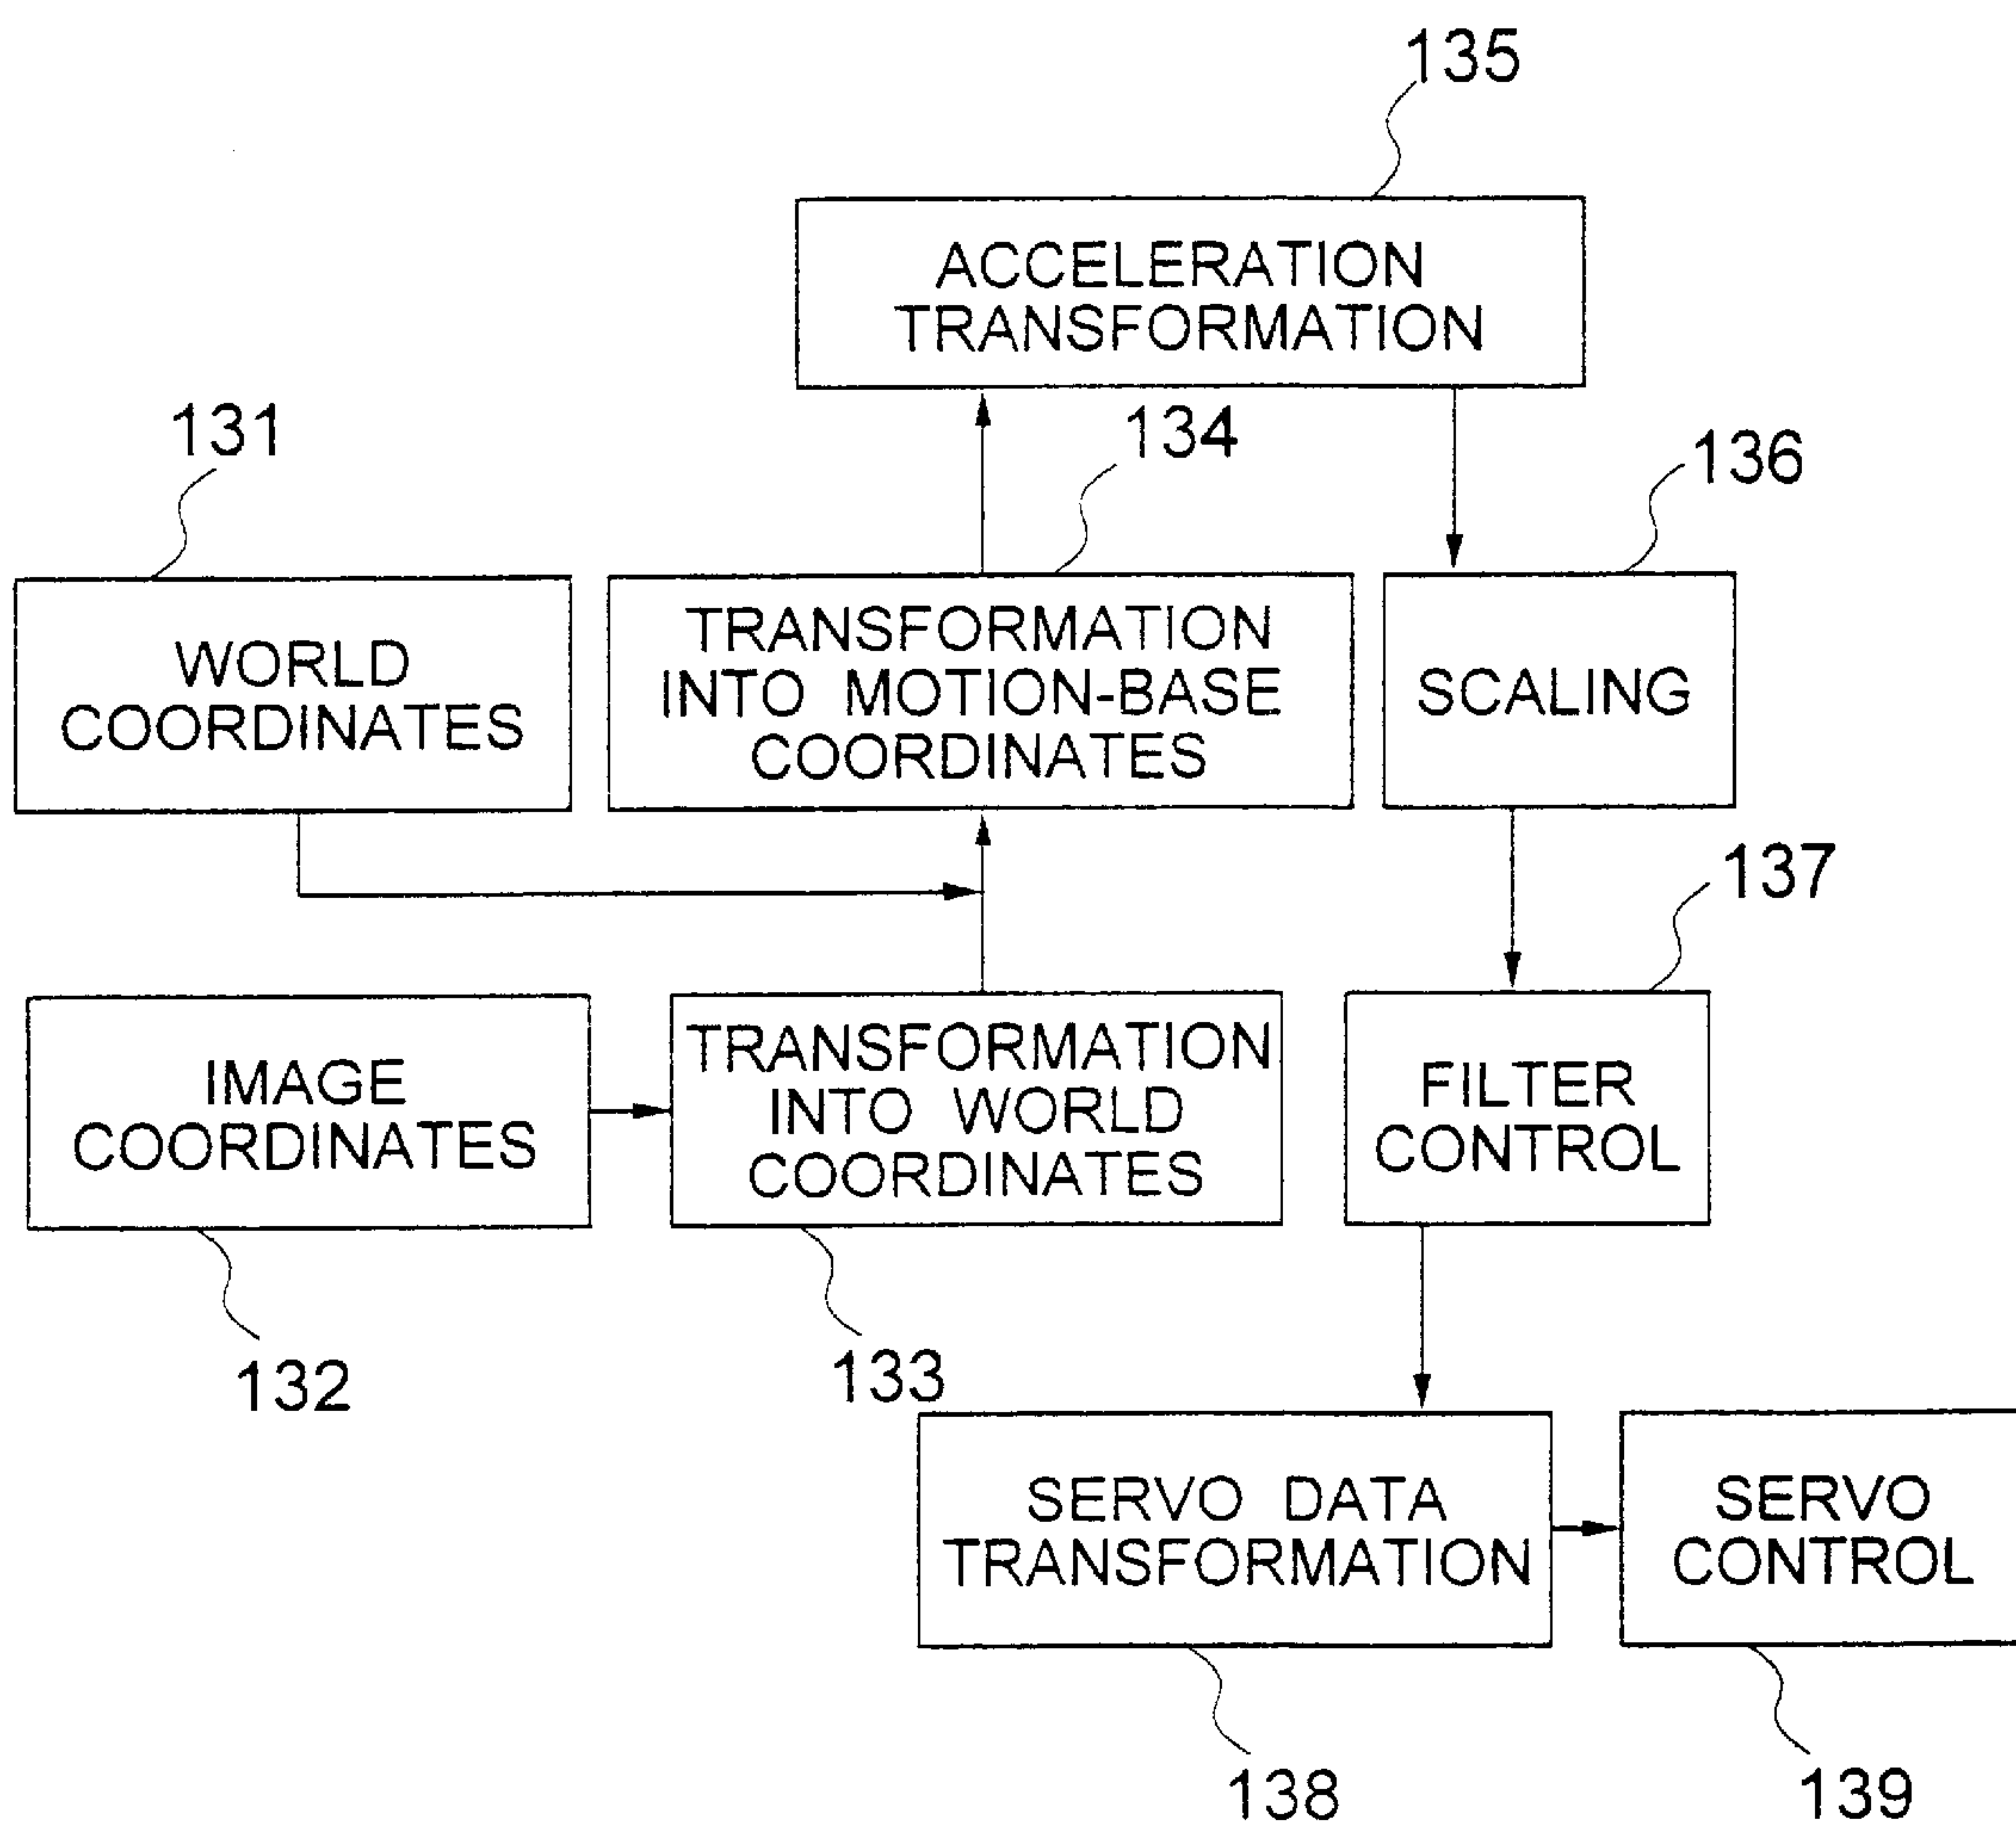 135
ACCELERATION
TRANSFORMATION
131
134
136
WORLD
COORDINATES
TRANSFORMATION
INTO MOTION-BASE
COORDINATES
SCALING
137
IMAGE
COORDINATES
TRANSFORMATION
INTO WORLD
COORDINATES
FILTER
CONTROL
132
133
SERVO DATA
TRANSFORMATION
SERVO
CONTROL
138
139